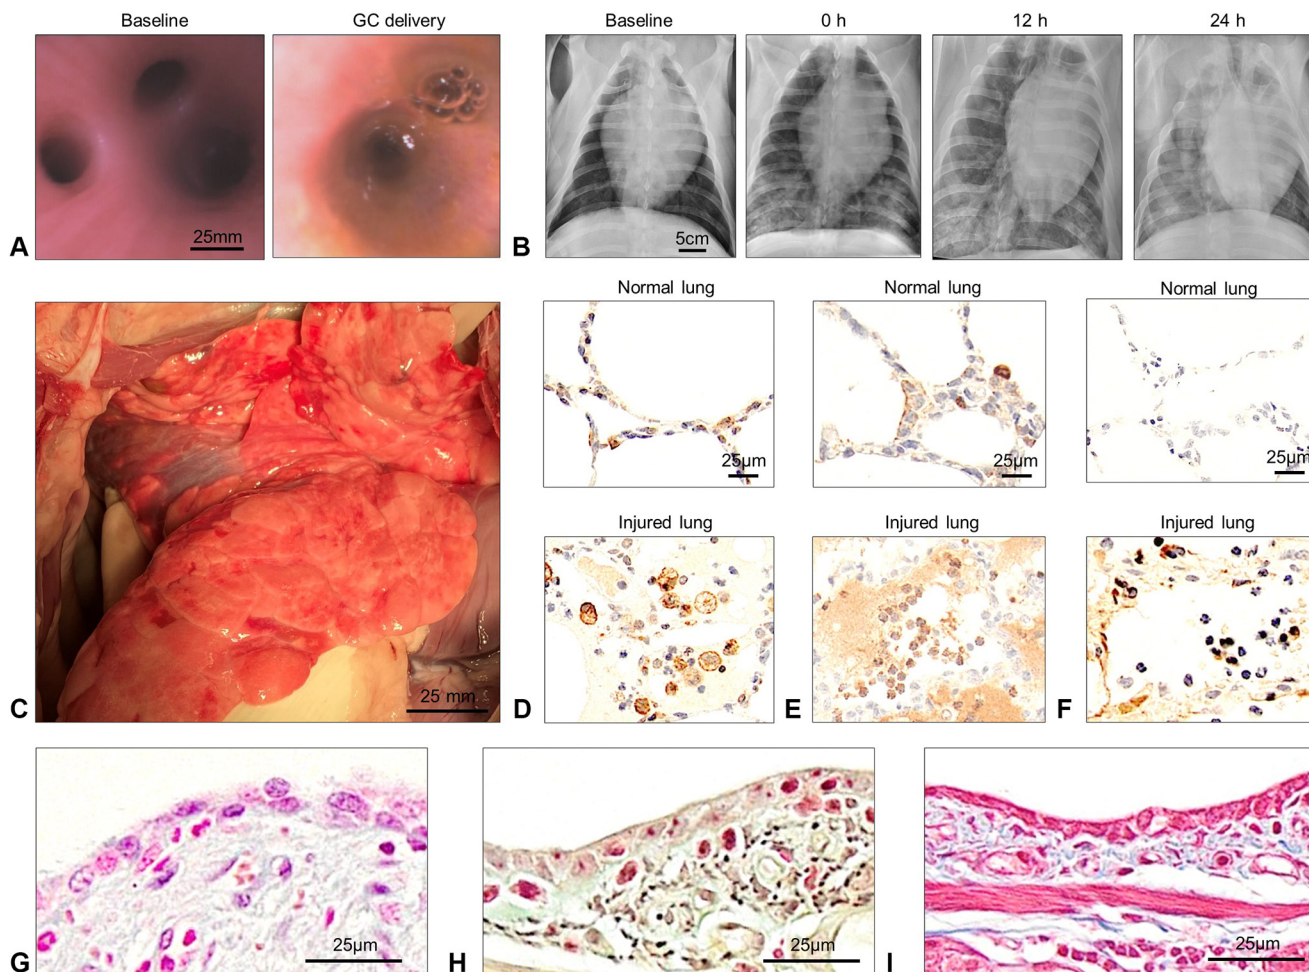 Baseline
GC delivery
Baseline
0 h
12 h
24 h
25mm
5cm
A
B
Normal lung
Normal lung
Normal lung
25µm
25µm
25µm
Injured lung
Injured lung
Injured lung
25 mm
C
D
E
F
25µm
25µm
25µm
G
H
I